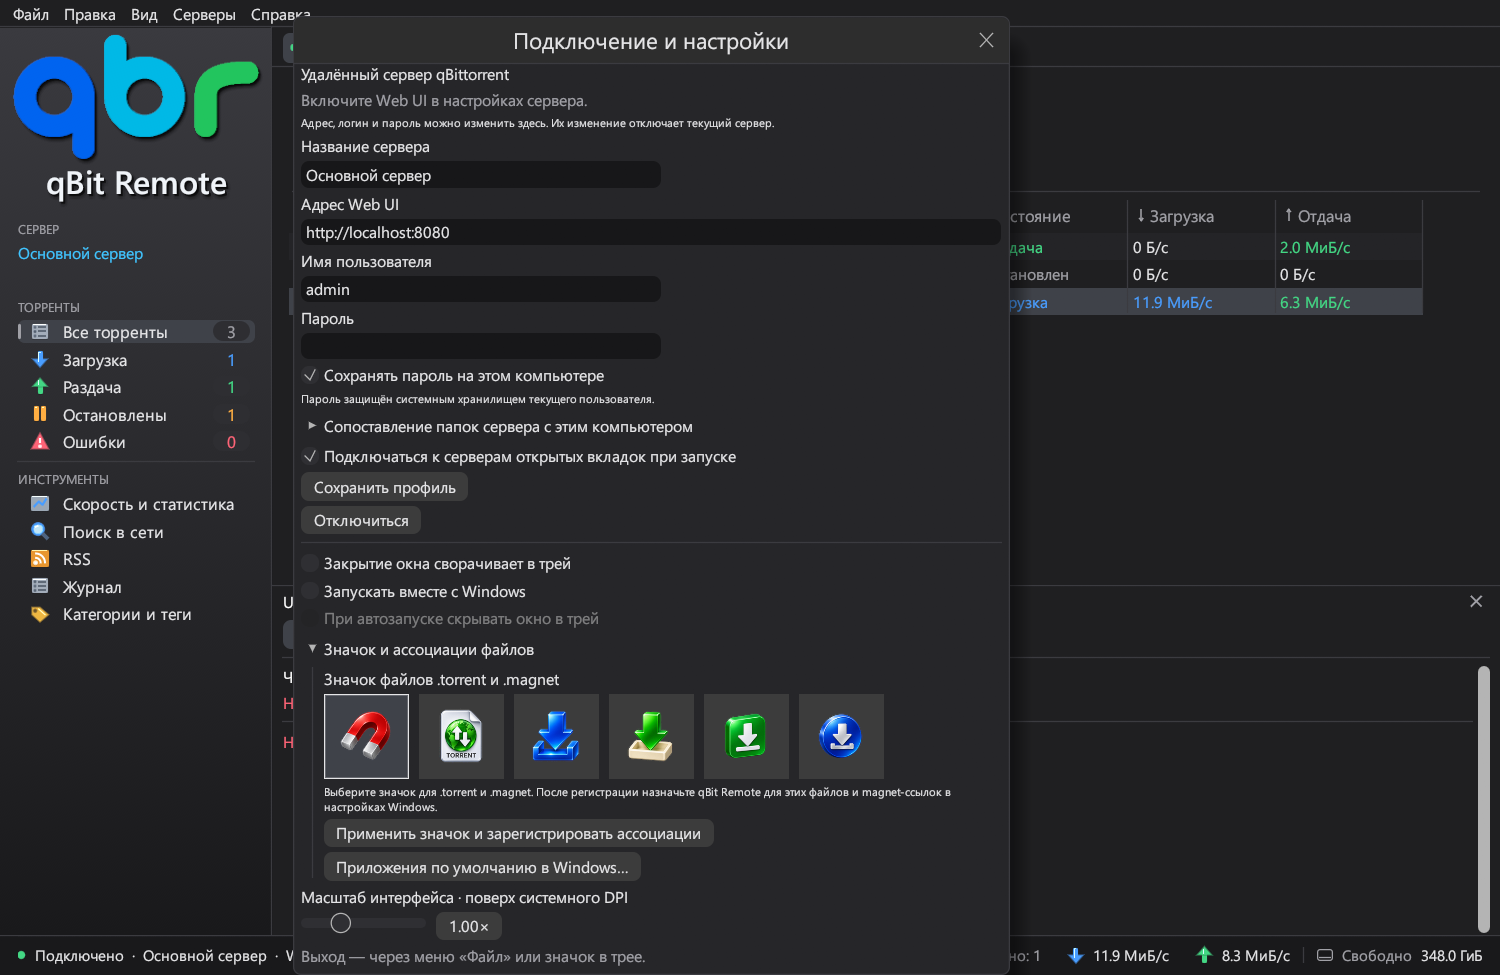 Файл Правка Вид Серверы Справка
qbr
qBit Remote
СЕРВЕР
Основной сервер
ТОРРЕНТЫ
Все торренты 3
Загрузка 1
Раздача 1
Остановлены 1
Ошибки 0
ИНСТРУМЕНТЫ
Скорость и статистика
Поиск в сети
RSS
Журнал
Категории и теги
Подключение и настройки
Удалённый сервер qBittorrent
Включите Web UI в настройках сервера.
Адрес, логин и пароль можно изменить здесь. Их изменение отключает текущий сервер.
Название сервера
Основной сервер
Адрес Web UI
http://localhost:8080
Имя пользователя
admin
Пароль
Сохранять пароль на этом компьютере
Пароль защищён системным хранилищем текущего пользователя.
Сопоставление папок сервера с этим компьютером
Подключаться к серверам открытых вкладок при запуске
Сохранить профиль
Отключиться
Закрытие окна сворачивает в трей
Запускать вместе с Windows
При автозапуске скрывать окно в трей
Значок и ассоциации файлов
Значок файлов .torrent и .magnet
TORRENT
Выберите значок для .torrent и .magnet. После регистрации назначьте qBit Remote для этих файлов и magnet-ссылок в
настройках Windows.
Применить значок и зарегистрировать ассоциации
Приложения по умолчанию в Windows...
Масштаб интерфейса · поверх системного DPI
1.00×
Выход — через меню «Файл» или значок в трее.
стояние ↓ Загрузка ↑ Отдача
дача 0 Б/с 2.0 МиБ/с
ановлен 0 Б/с 0 Б/с
рузка 11.9 МиБ/с 6.3 МиБ/с
Подключено · Основной сервер ·
но: 1 11.9 МиБ/с 8.3 МиБ/с Свободно 348.0 ГиБ